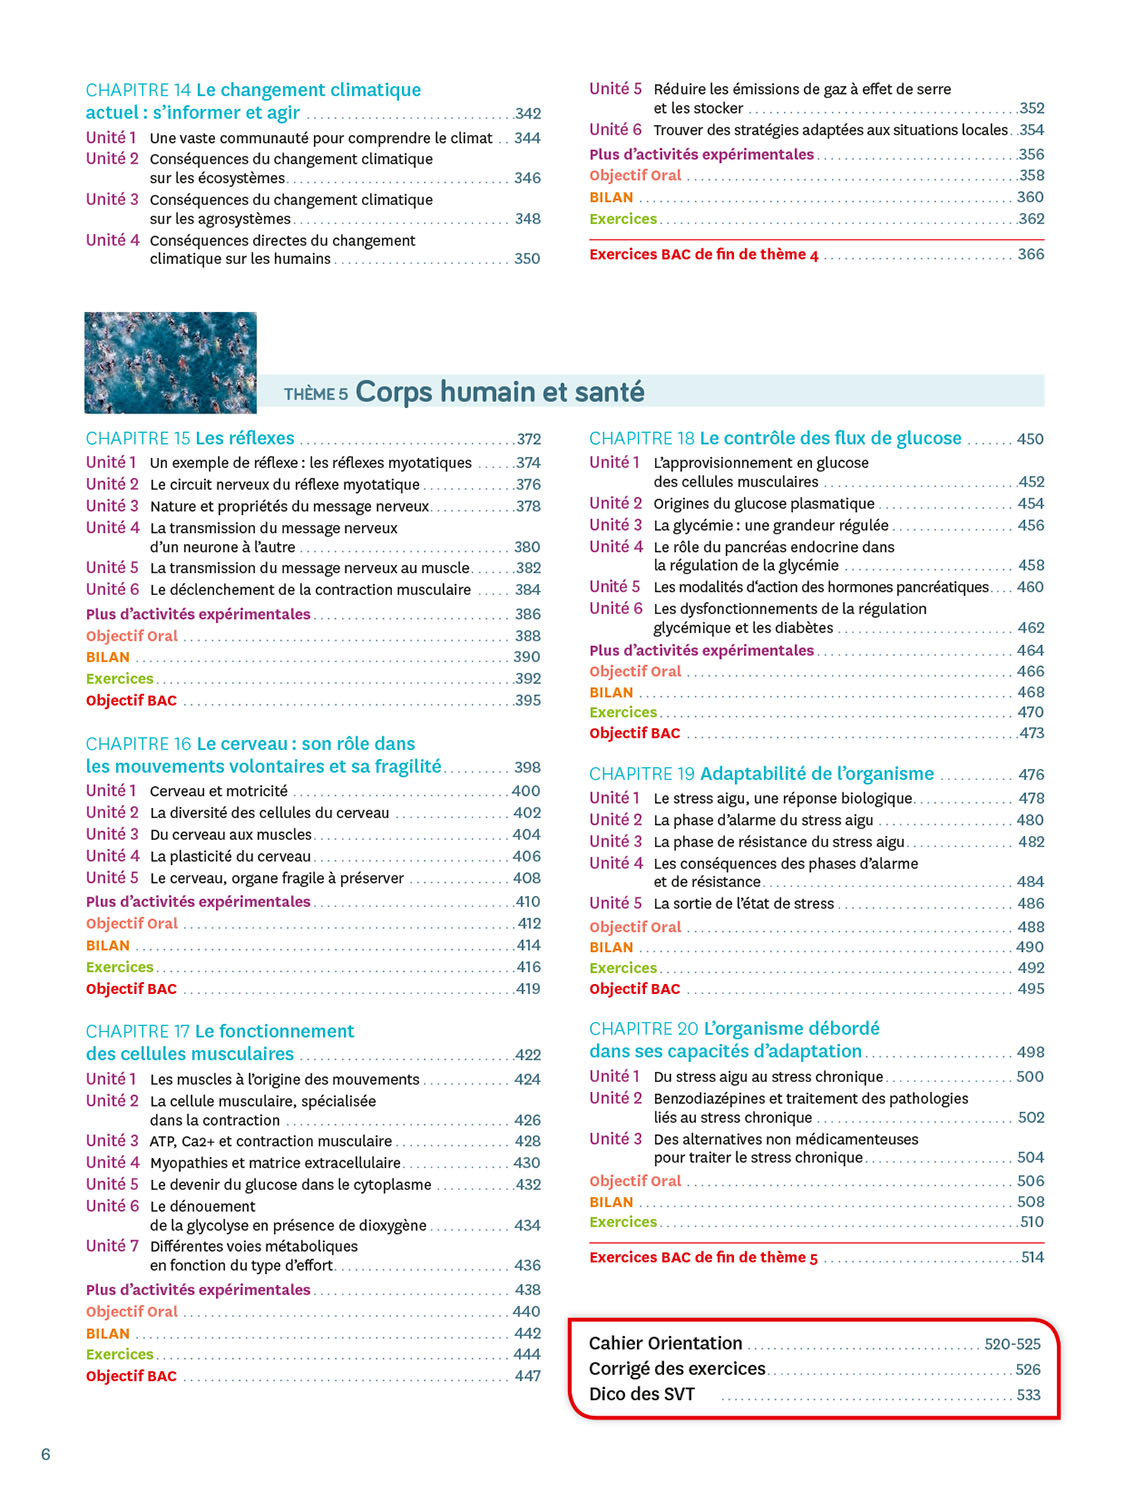 CHAPITRE 14 Le changement climatique
actuel : s'informer et agir 342
Unité 1 Une vaste communauté pour comprendre le climat 344
Unité 2 Conséquences du changement climatique
sur les écosystèmes 346
Unité 3 Conséquences du changement climatique
sur les agrosystèmes 348
Unité 4 Conséquences directes du changement
climatique sur les humains 350
Unité 5 Réduire les émissions de gaz à effet de serre
et les stocker 352
Unité 6 Trouver des stratégies adaptées aux situations locales 354
Plus d'activités expérimentales 356
Objectif Oral 358
BILAN 360
Exercices 362
Exercices BAC de fin de thème 4 366
THÈME 5 Corps humain et santé
CHAPITRE 15 Les réflexes 372
Unité 1 Un exemple de réflexe : les réflexes myotatiques 374
Unité 2 Le circuit nerveux du réflexe myotatique 376
Unité 3 Nature et propriétés du message nerveux 378
Unité 4 La transmission du message nerveux
d'un neurone à l'autre 380
Unité 5 La transmission du message nerveux au muscle 382
Unité 6 Le déclenchement de la contraction musculaire 384
Plus d'activités expérimentales 386
Objectif Oral 388
BILAN 390
Exercices 392
Objectif BAC 395
CHAPITRE 16 Le cerveau : son rôle dans
les mouvements volontaires et sa fragilité 398
Unité 1 Cerveau et motricité 400
Unité 2 La diversité des cellules du cerveau 402
Unité 3 Du cerveau aux muscles 404
Unité 4 La plasticité du cerveau 406
Unité 5 Le cerveau, organe fragile à préserver 408
Plus d'activités expérimentales 410
Objectif Oral 412
BILAN 414
Exercices 416
Objectif BAC 419
CHAPITRE 17 Le fonctionnement
des cellules musculaires 422
Unité 1 Les muscles à l'origine des mouvements 424
Unité 2 La cellule musculaire, spécialisée
dans la contraction 426
Unité 3 ATP, Ca2+ et contraction musculaire 428
Unité 4 Myopathies et matrice extracellulaire 430
Unité 5 Le devenir du glucose dans le cytoplasme 432
Unité 6 Le dénouement
de la glycolyse en présence de dioxygène 434
Unité 7 Différentes voies métaboliques
en fonction du type d'effort 436
Plus d'activités expérimentales 438
Objectif Oral 440
BILAN 442
Exercices 444
Objectif BAC 447
CHAPITRE 18 Le contrôle des flux de glucose 450
Unité 1 L'approvisionnement en glucose
des cellules musculaires 452
Unité 2 Origines du glucose plasmatique 454
Unité 3 La glycémie : une grandeur régulée 456
Unité 4 Le rôle du pancréas endocrine dans
la régulation de la glycémie 458
Unité 5 Les modalités d'action des hormones pancréatiques 460
Unité 6 Les dysfonctionnements de la régulation
glycémique et les diabètes 462
Plus d'activités expérimentales 464
Objectif Oral 466
BILAN 468
Exercices 470
Objectif BAC 473
CHAPITRE 19 Adaptabilité de l'organisme 476
Unité 1 Le stress aigu, une réponse biologique 478
Unité 2 La phase d'alarme du stress aigu 480
Unité 3 La phase de résistance du stress aigu 482
Unité 4 Les conséquences des phases d'alarme
et de résistance 484
Unité 5 La sortie de l'état de stress 486
Objectif Oral 488
BILAN 490
Exercices 492
Objectif BAC 495
CHAPITRE 20 L'organisme débordé
dans ses capacités d'adaptation 498
Unité 1 Du stress aigu au stress chronique 500
Unité 2 Benzodiazépines et traitement des pathologies
liés au stress chronique 502
Unité 3 Des alternatives non médicamenteuses
pour traiter le stress chronique 504
Objectif Oral 506
BILAN 508
Exercices 510
Exercices BAC de fin de thème 5 514
Cahier Orientation 520-525
Corrigé des exercices 526
Dico des SVT 533
6